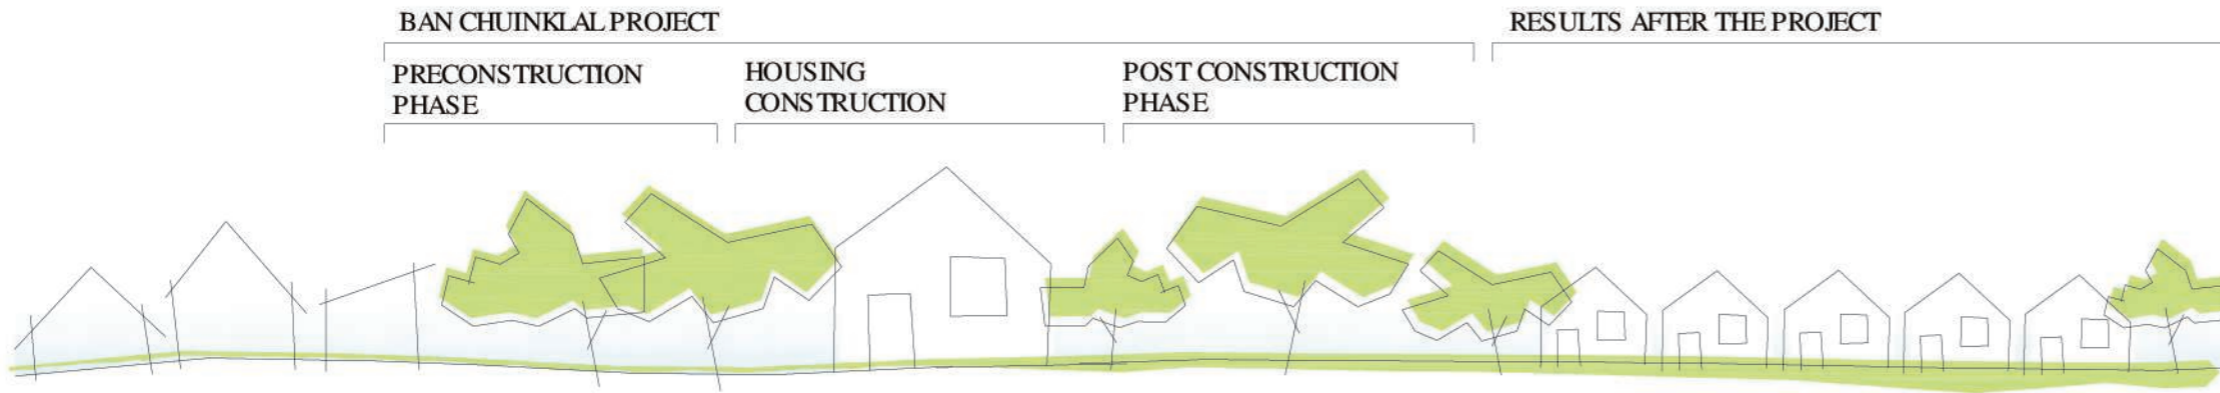 BAN CHUINKLAL PROJECT
RESULTS AFTER THE PROJECT
PRECONSTRUCTION
PHASE
HOUSING
CONSTRUCTION
POST CONSTRUCTION
PHASE